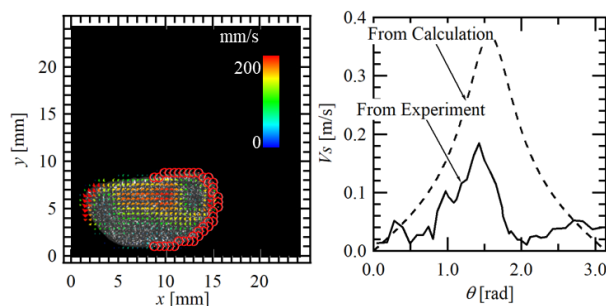 mm/s
200
0
20
15
10
5
0
0 5 10 15 20
x [mm]
y [mm]
0.4
0.3
0.2
0.1
0.0
0.0 1.0 2.0 3.0
θ [rad]
Vs [m/s]
From Calculation
From Experiment